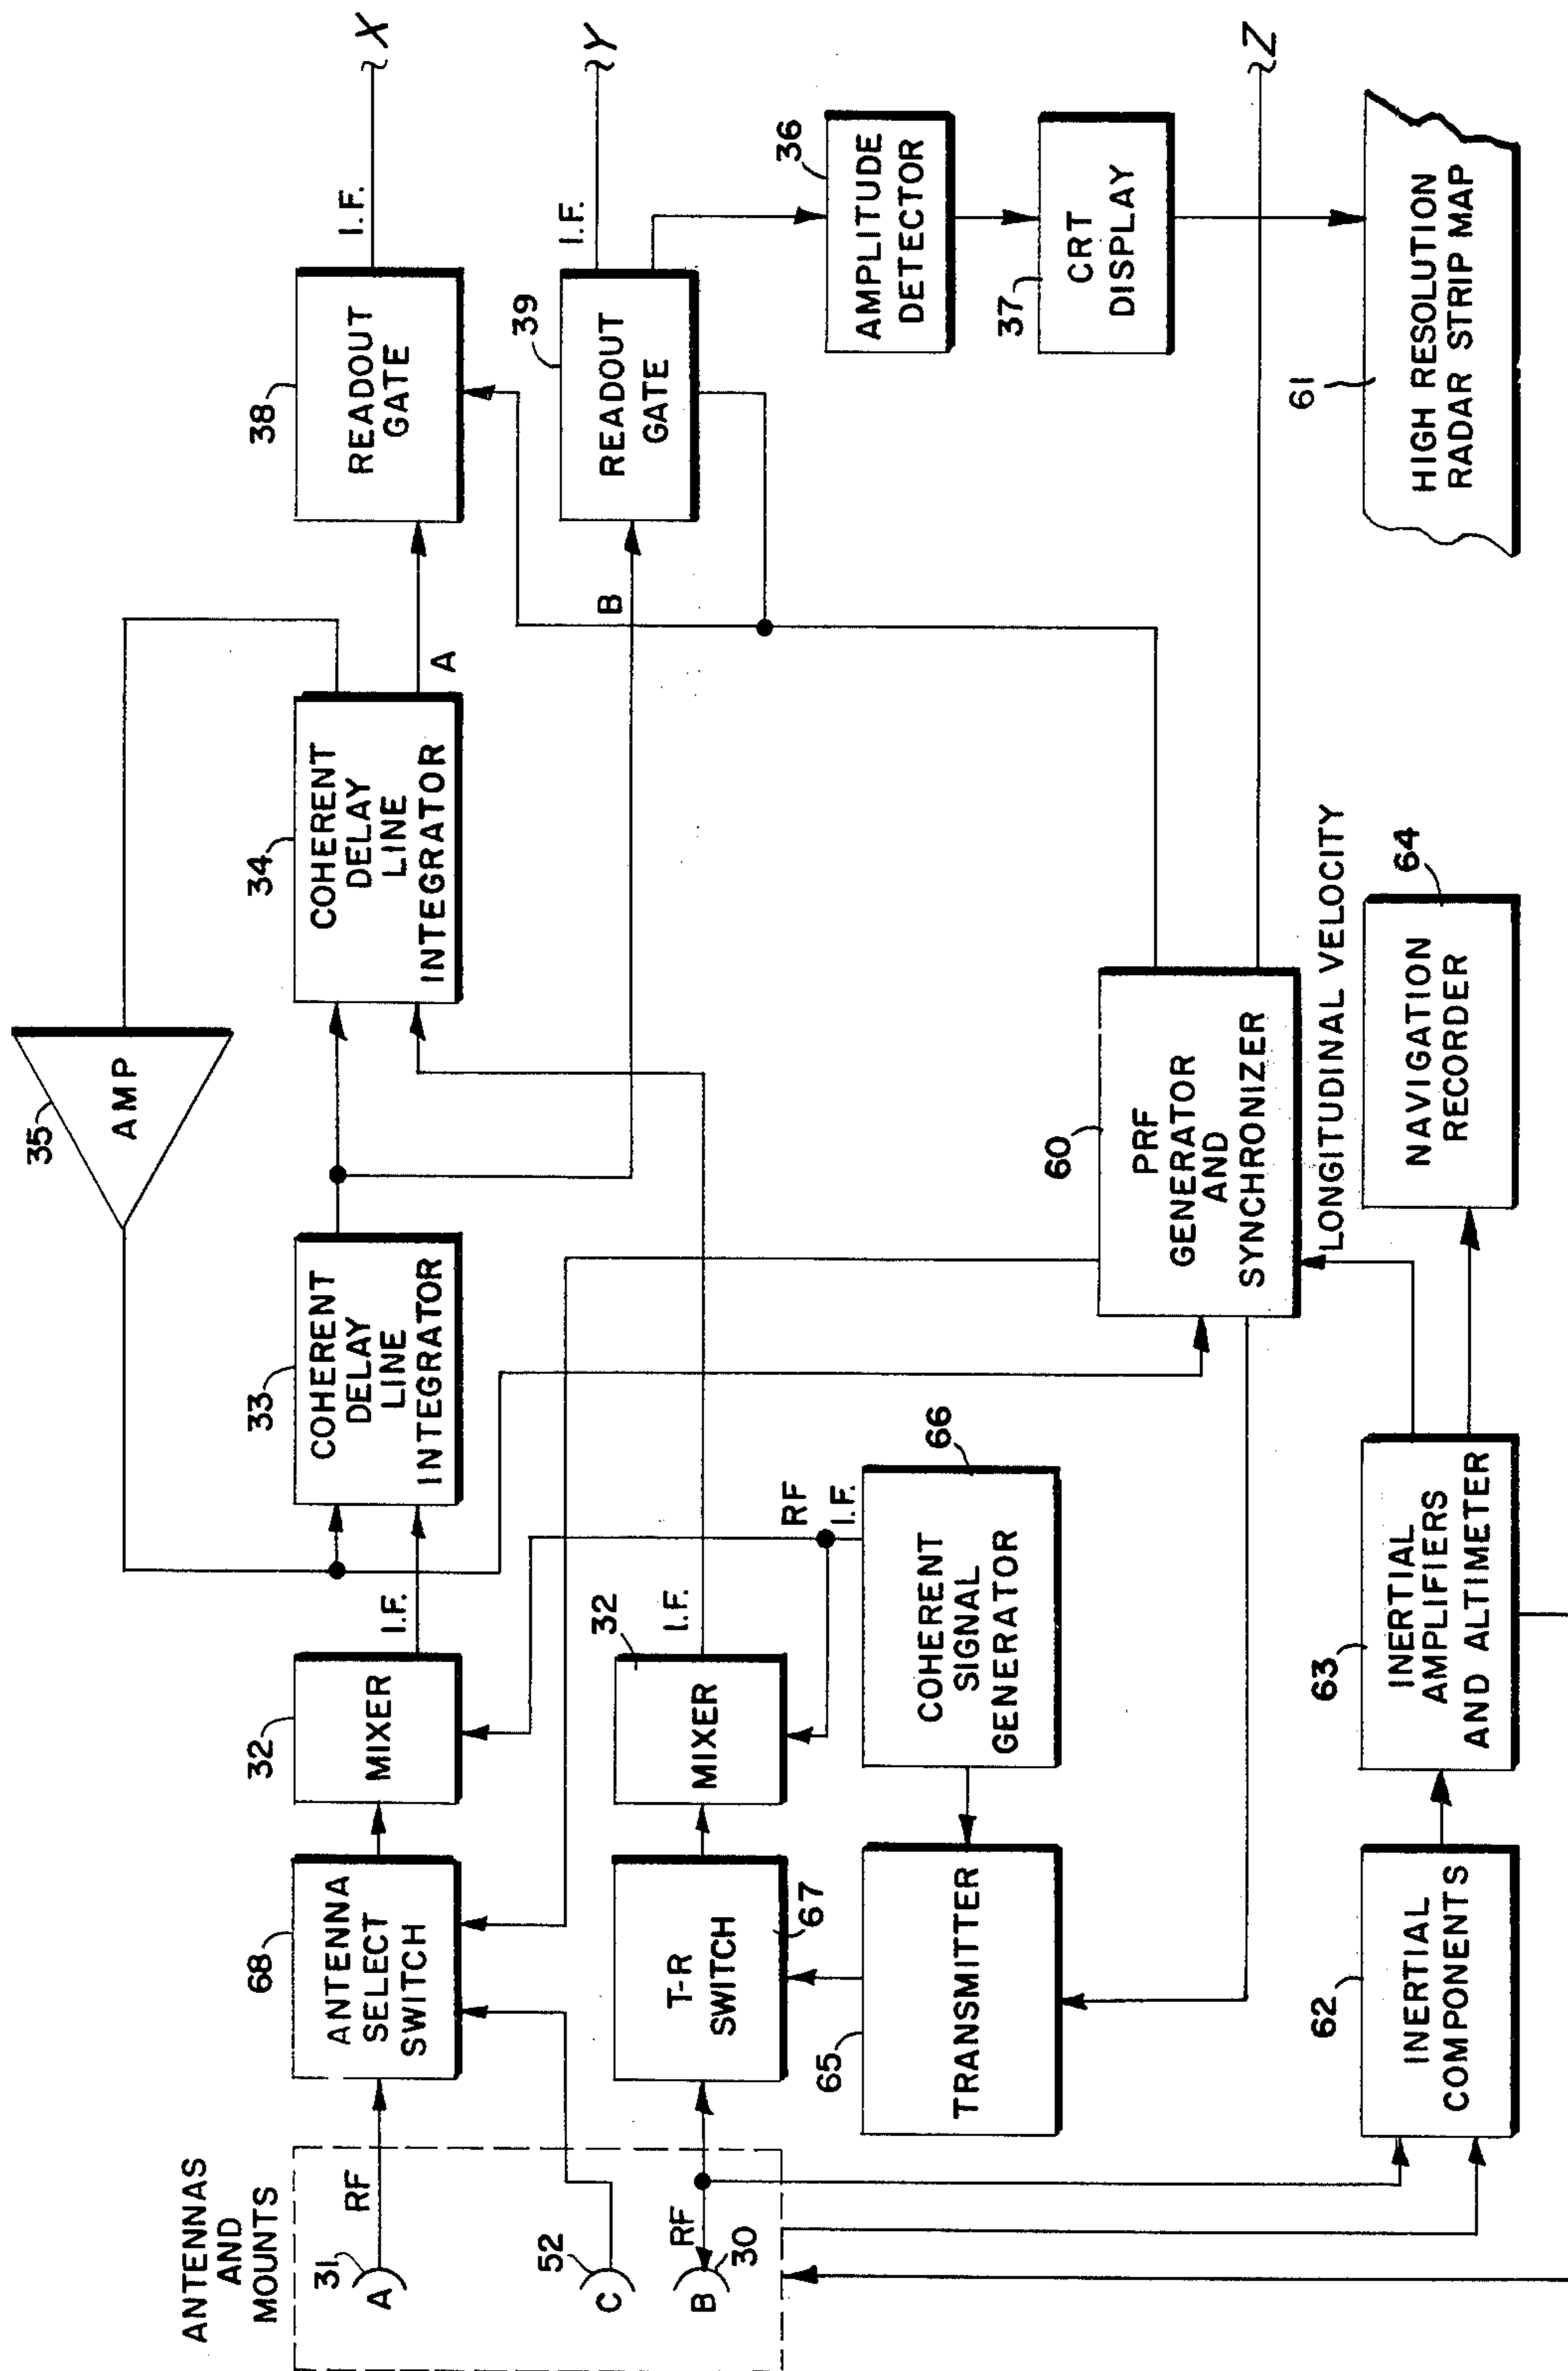 ANTENNAS
AND
MOUNTS
31
A
RF
52
C
RF
B
30
68
ANTENNA
SELECT
SWITCH
32
MIXER
I.F.
33
COHERENT
DELAY
LINE
INTEGRATOR
35
AMP
34
COHERENT
DELAY
LINE
INTEGRATOR
A
38
READOUT
GATE
I.F.
X
T-R
SWITCH
67
32
MIXER
I.F.
B
39
READOUT
GATE
I.F.
Y
65
TRANSMITTER
66
COHERENT
SIGNAL
GENERATOR
RF
I.F.
36
AMPLITUDE
DETECTOR
37
CRT
DISPLAY
60
PRF
GENERATOR
AND
SYNCHRONIZER
Z
LONGITUDINAL VELOCITY
62
INERTIAL
COMPONENTS
63
INERTIAL
AMPLIFIERS
AND ALTIMETER
64
NAVIGATION
RECORDER
61
HIGH RESOLUTION
RADAR STRIP MAP